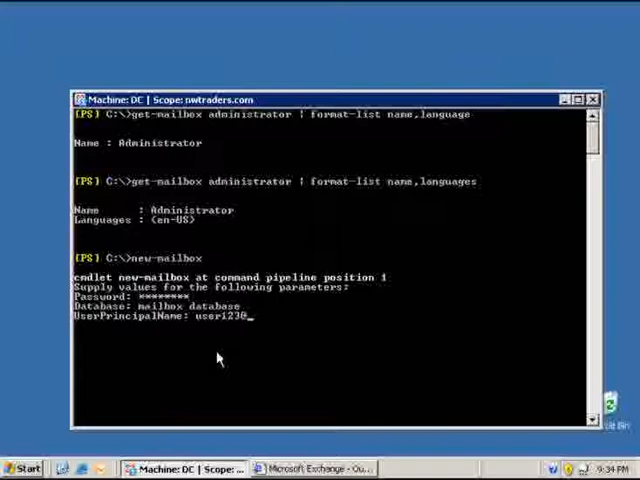 Machine: DC | Scope: nwtraders.com
[PS] C:\>get-mailbox administrator | format-list name,language
Name : Administrator
[PS] C:\>get-mailbox administrator | format-list name,languages
Name : Administrator
Languages : {en-US}
[PS] C:\>new-mailbox
cmdlet new-mailbox at command pipeline position 1
Supply values for the following parameters:
Password: ********
Database: mailbox database
UserPrincipalName: user123@_
Bin
Start
Machine: DC | Scope: ...
Microsoft Exchange - Ou...
9:34 PM